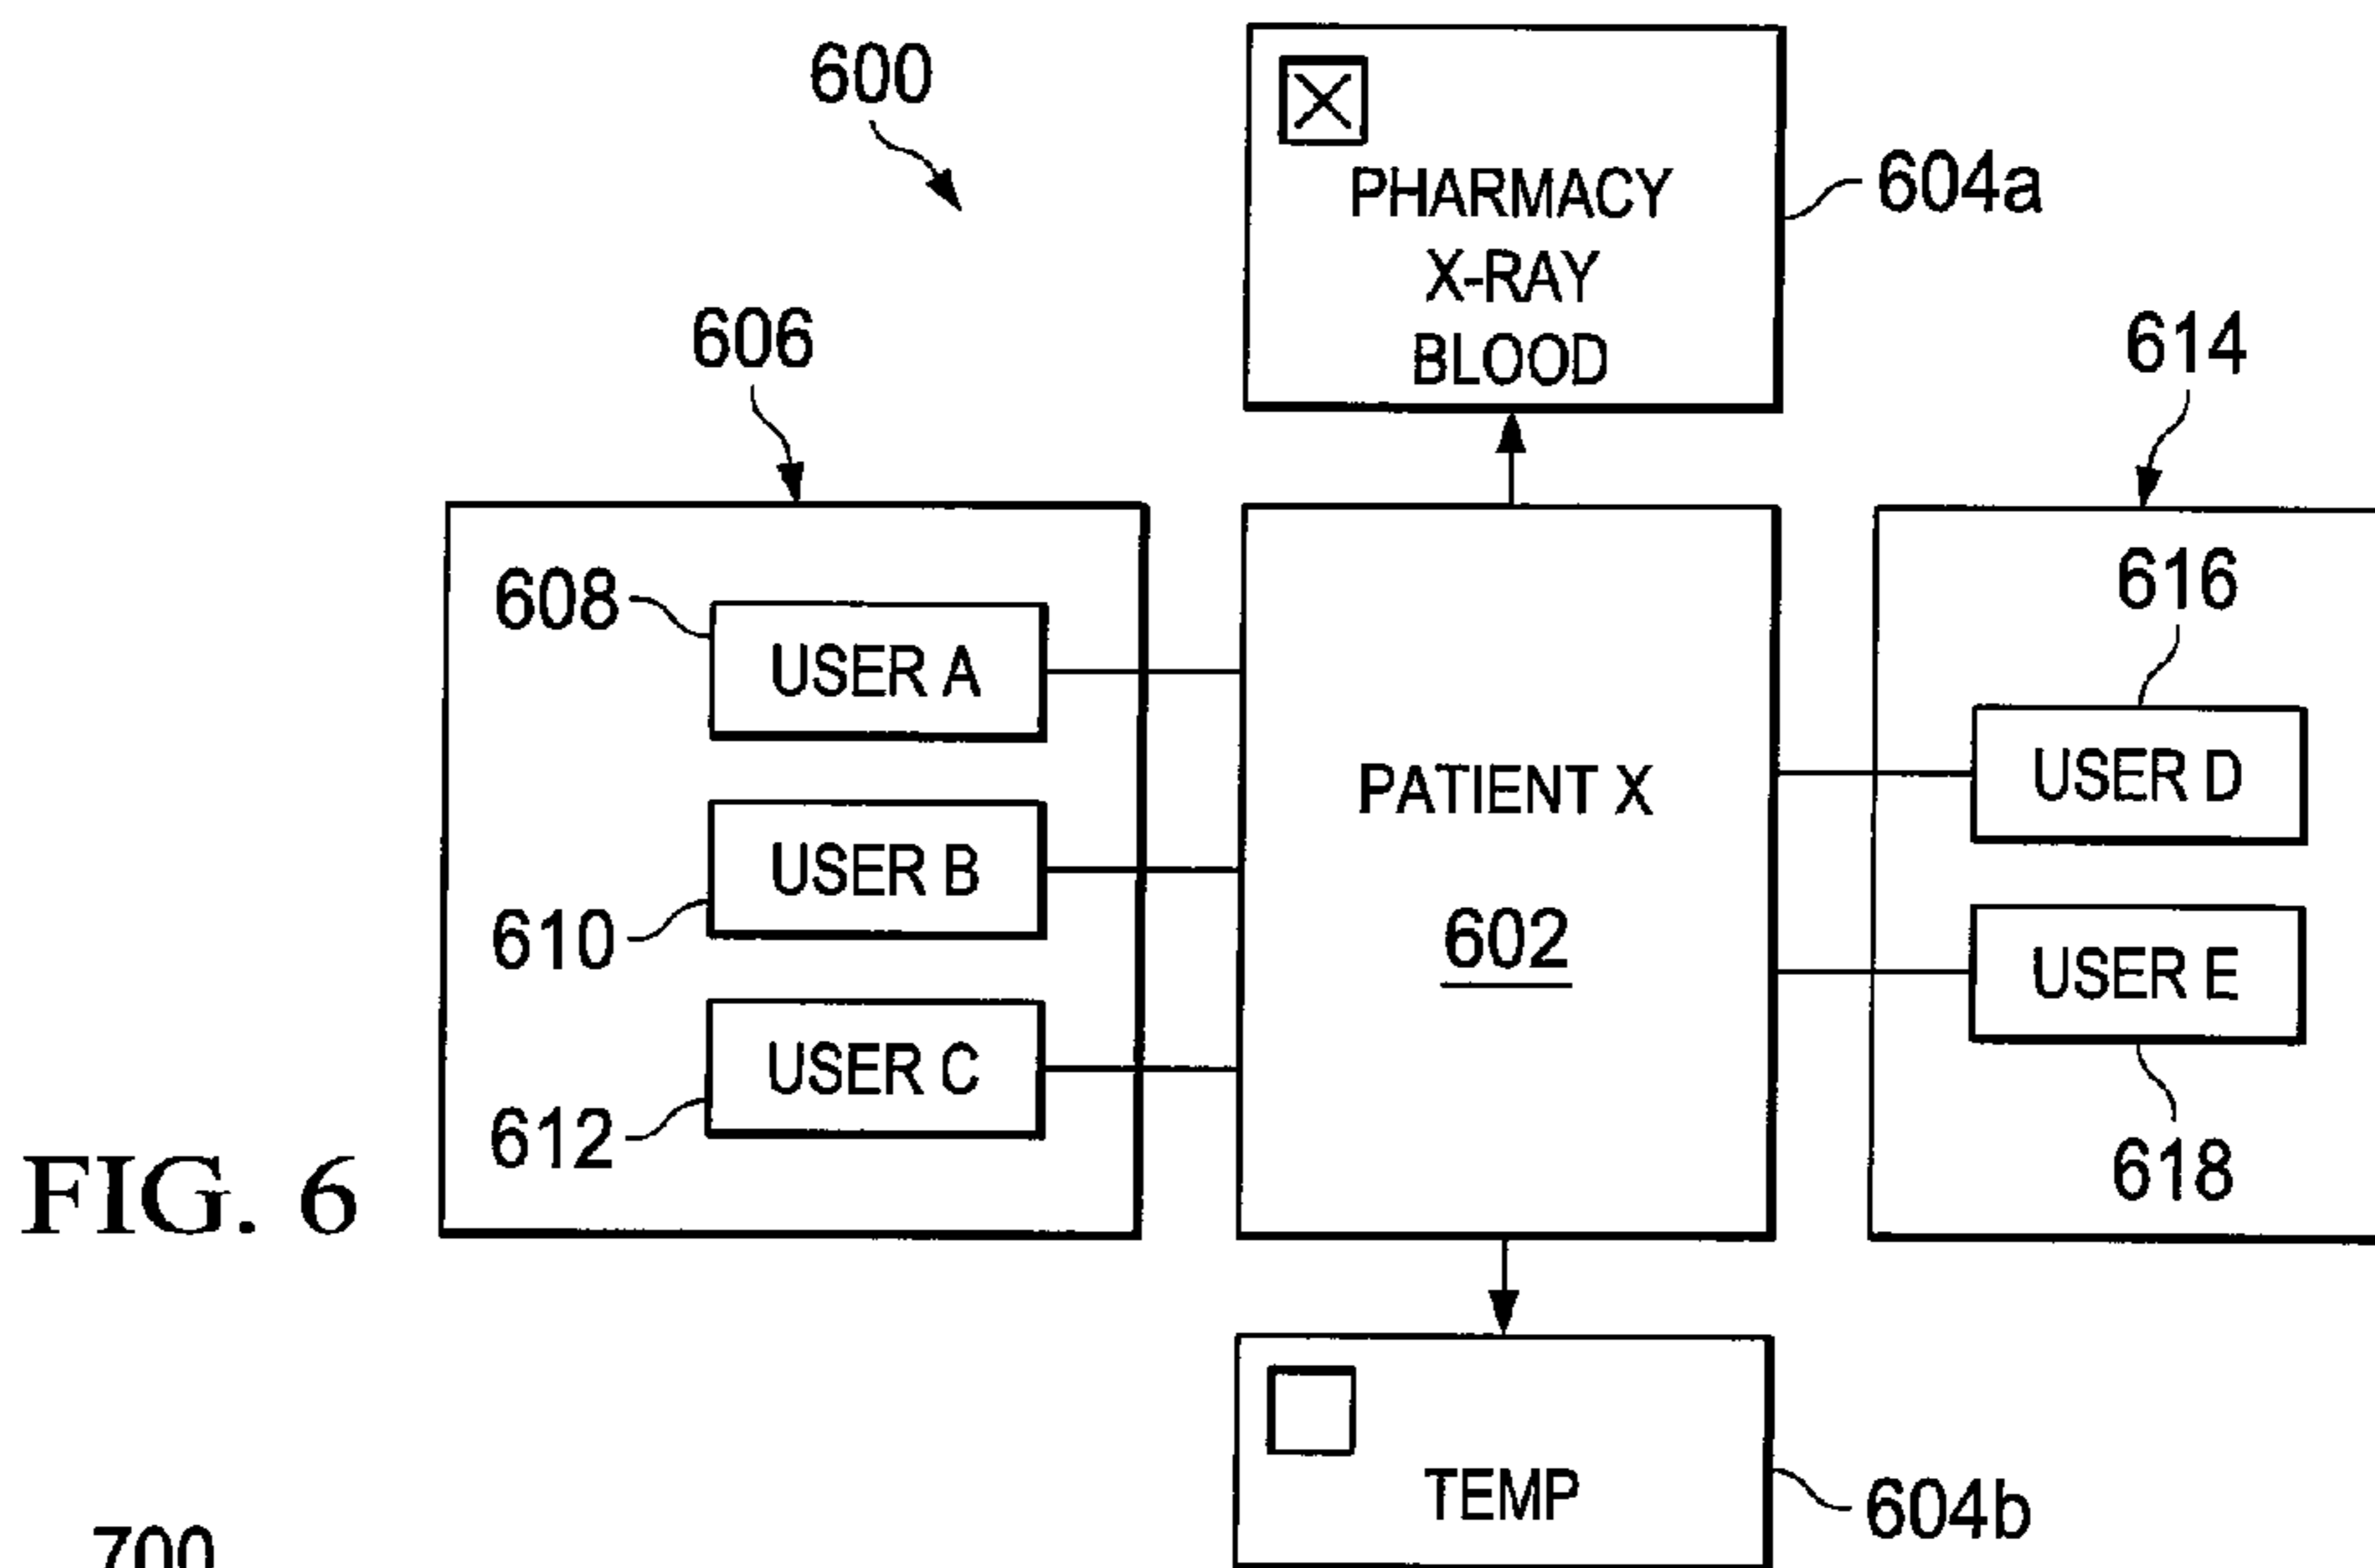 600
PHARMACY
X-RAY
BLOOD
604a
606
614
608
USER A
616
USER B
610
PATIENT X
602
USER D
USER C
612
USER E
618
FIG. 6
TEMP
604b
700